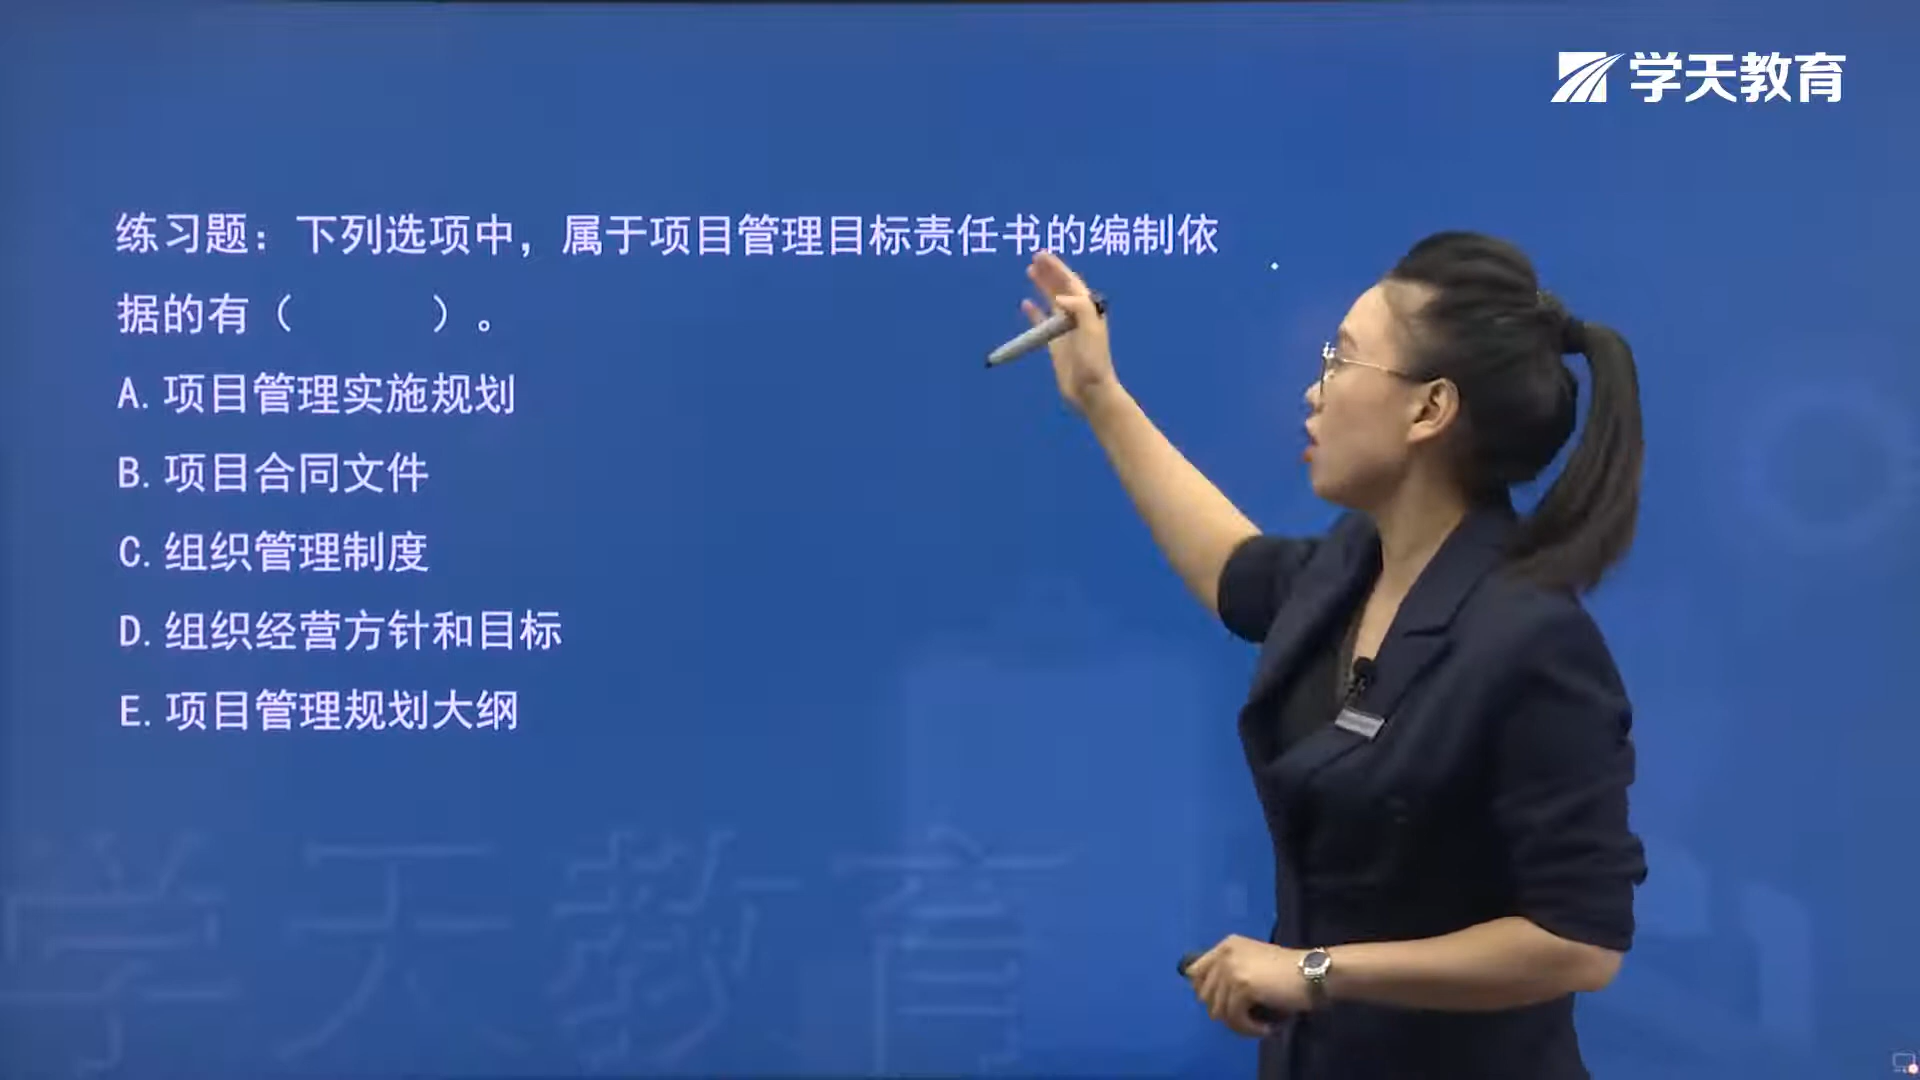 学天教育
练习题：下列选项中，属于项目管理目标责任书的编制依
据的有（ ）。
A.项目管理实施规划
B.项目合同文件
C.组织管理制度
D.组织经营方针和目标
E.项目管理规划大纲
学天教育